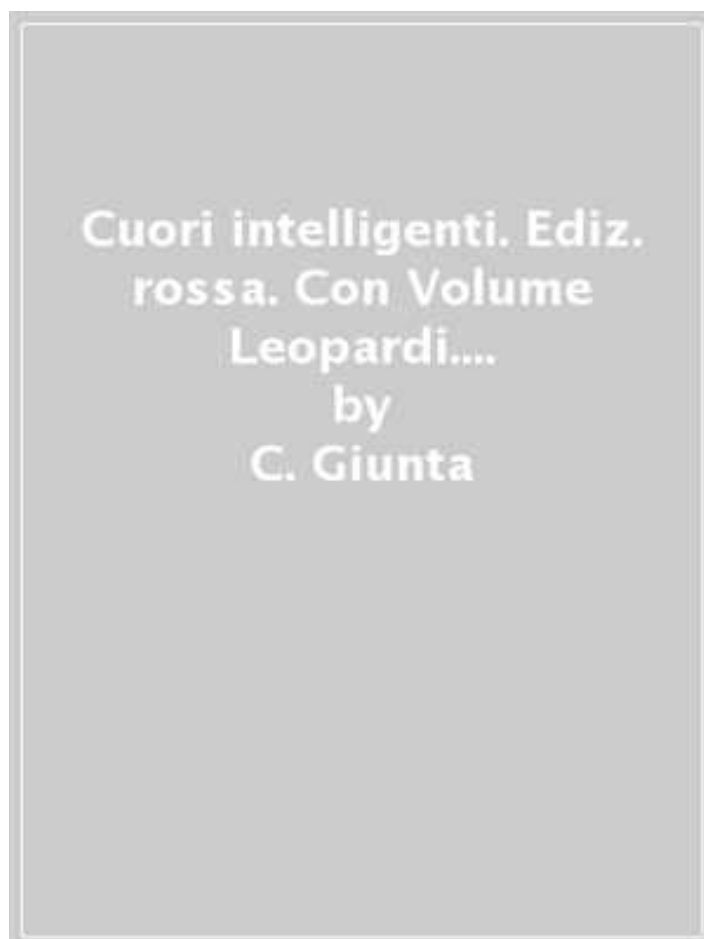 Cuori intelligenti. Ediz.
rossa. Con Volume
Leopardi....
by
C. Giunta